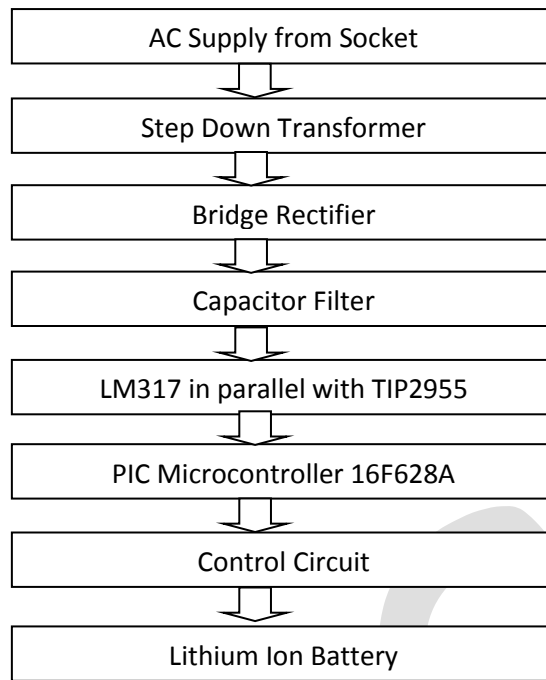 AC Supply from Socket
Step Down Transformer
Bridge Rectifier
Capacitor Filter
LM317 in parallel with TIP2955
PIC Microcontroller 16F628A
Control Circuit
Lithium Ion Battery